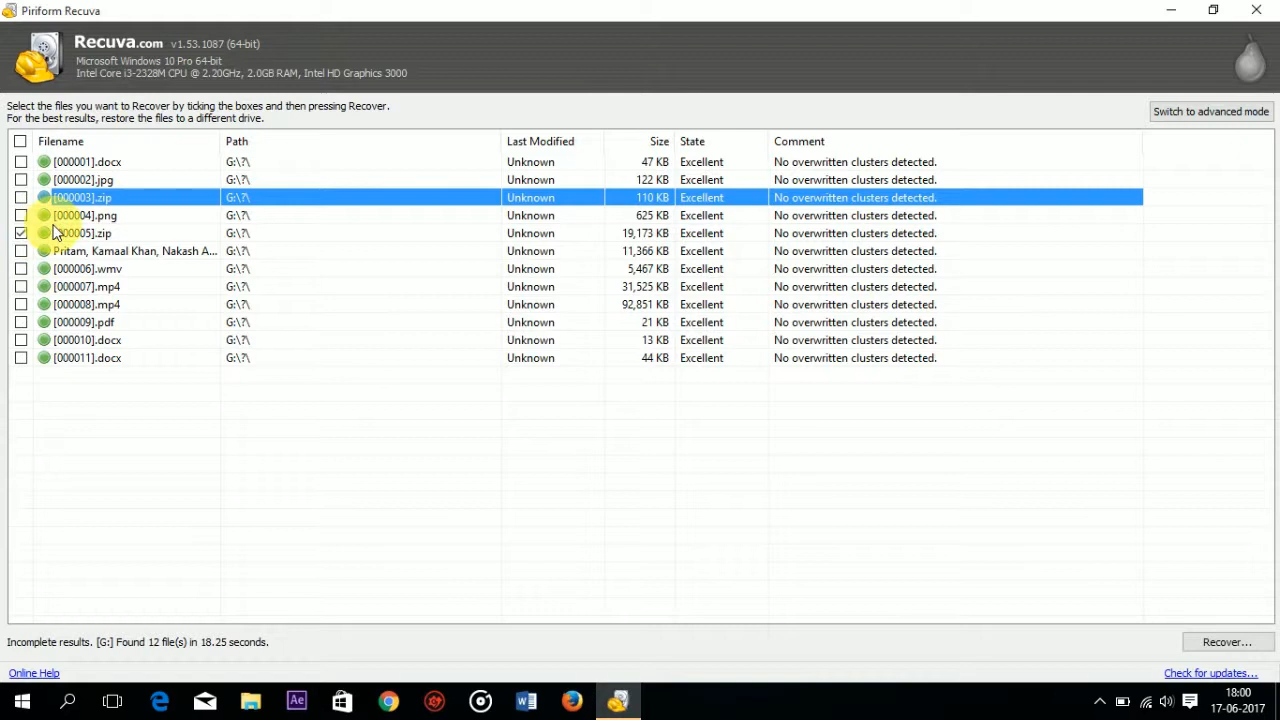 Piriform Recuva
Recuva.com v1.53.1087 (64-bit)
Microsoft Windows 10 Pro 64-bit
Intel Core i3-2328M CPU @ 2.20GHz, 2.0GB RAM, Intel HD Graphics 3000
Select the files you want to Recover by ticking the boxes and then pressing Recover.
For the best results, restore the files to a different drive.
Switch to advanced mode
Filename Path Last Modified Size State Comment
[000001].docx G:\?\ Unknown 47 KB Excellent No overwritten clusters detected.
[000002].jpg G:\?\ Unknown 122 KB Excellent No overwritten clusters detected.
[000003].zip G:\?\ Unknown 110 KB Excellent No overwritten clusters detected.
[000004].png G:\?\ Unknown 625 KB Excellent No overwritten clusters detected.
[000005].zip G:\?\ Unknown 19,173 KB Excellent No overwritten clusters detected.
Pritam, Kamaal Khan, Nakash A... G:\?\ Unknown 11,366 KB Excellent No overwritten clusters detected.
[000006].wmv G:\?\ Unknown 5,467 KB Excellent No overwritten clusters detected.
[000007].mp4 G:\?\ Unknown 31,525 KB Excellent No overwritten clusters detected.
[000008].mp4 G:\?\ Unknown 92,851 KB Excellent No overwritten clusters detected.
[000009].pdf G:\?\ Unknown 21 KB Excellent No overwritten clusters detected.
[000010].docx G:\?\ Unknown 13 KB Excellent No overwritten clusters detected.
[000011].docx G:\?\ Unknown 44 KB Excellent No overwritten clusters detected.
Incomplete results. [G:] Found 12 file(s) in 18.25 seconds.
Recover...
Online Help
Check for updates...
Ae
18:00
17-06-2017